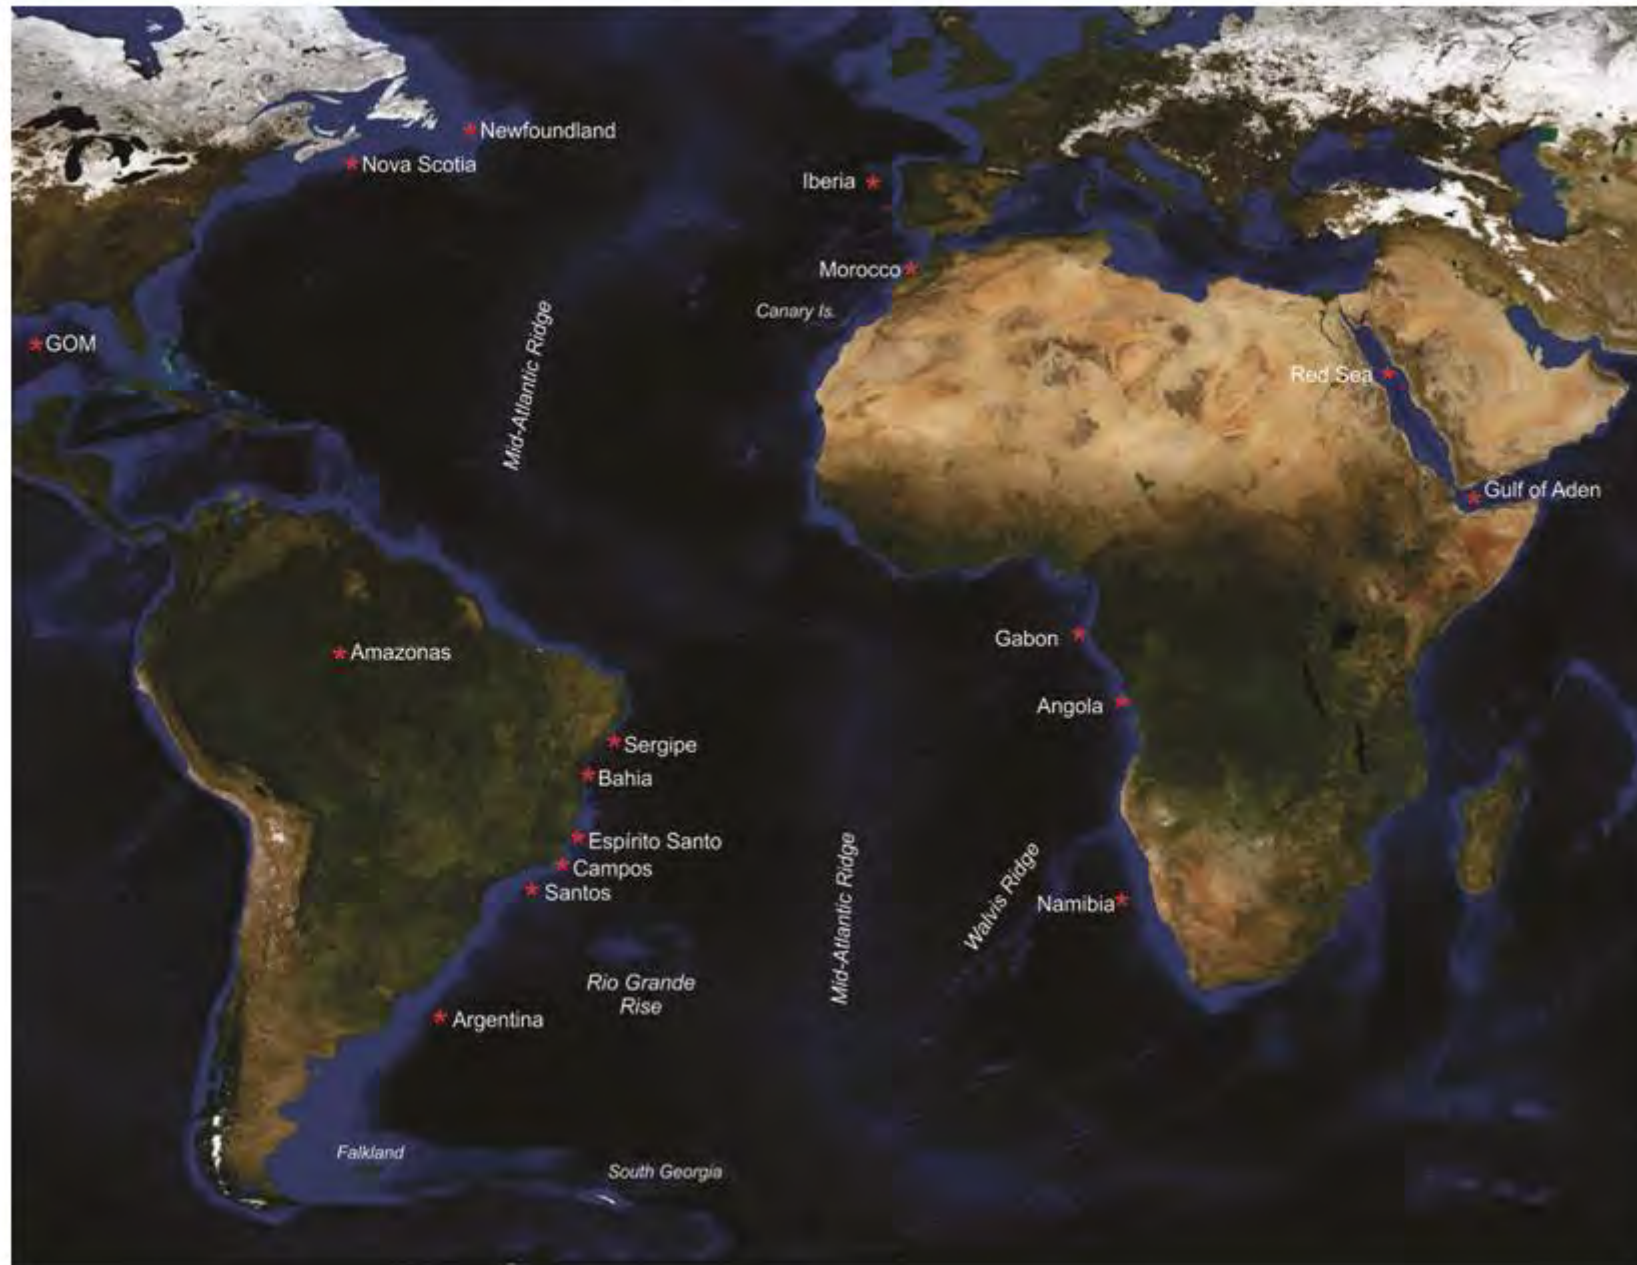 Newfoundland
Nova Scotia
Iberia
Morocco
Canary Is.
GOM
Mid-Atlantic Ridge
Red Sea
Gulf of Aden
Gabon
Amazonas
Angola
Sergipe
Bahia
Espírito Santo
Campos
Santos
Mid-Atlantic Ridge
Walvis Ridge
Namibia
Rio Grande
Rise
Argentina
Falkland
South Georgia